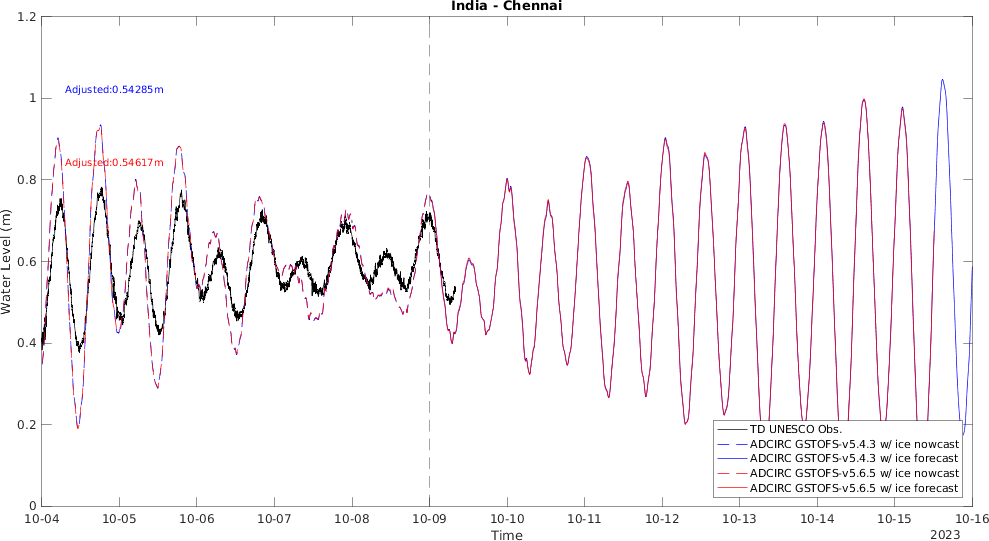 India - Chennai
1.2
1
0.8
0.6
0.4
0.2
0
Water Level (m)
Adjusted:0.54285m
Adjusted:0.54617m
TD UNESCO Obs.
ADCIRC GSTOFS-v5.4.3 w/ ice nowcast
ADCIRC GSTOFS-v5.4.3 w/ ice forecast
ADCIRC GSTOFS-v5.6.5 w/ ice nowcast
ADCIRC GSTOFS-v5.6.5 w/ ice forecast
10-04 10-05 10-06 10-07 10-08 10-09 10-10 10-11 10-12 10-13 10-14 10-15 10-16
Time
2023